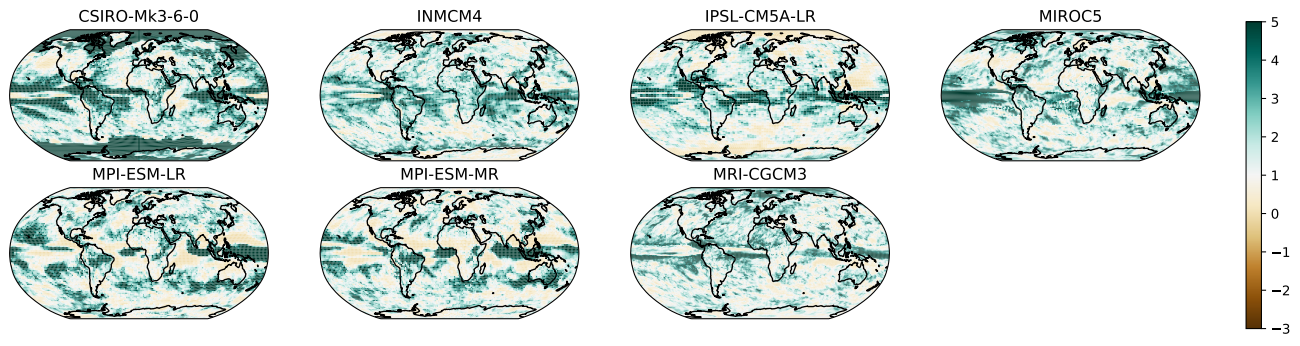 CSIRO-Mk3-6-0
INMCM4
IPSL-CM5A-LR
MIROC5
MPI-ESM-LR
MPI-ESM-MR
MRI-CGCM3
5
4
3
2
1
0
−1
−2
−3